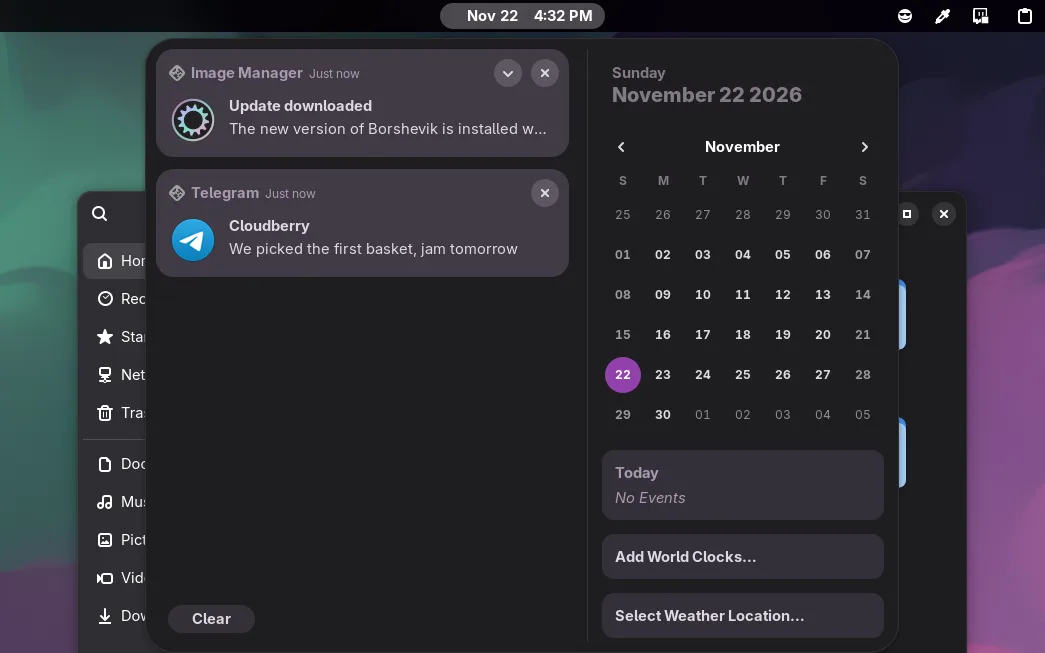 Nov 22 4:32 PM
Image Manager Just now
Update downloaded
The new version of Borshevik is installed w…
Telegram Just now
Cloudberry
We picked the first basket, jam tomorrow
Clear
Sunday
November 22 2026
November
S M T W T F S
25 26 27 28 29 30 31
01 02 03 04 05 06 07
08 09 10 11 12 13 14
15 16 17 18 19 20 21
22 23 24 25 26 27 28
29 30 01 02 03 04 05
Today
No Events
Add World Clocks…
Select Weather Location…